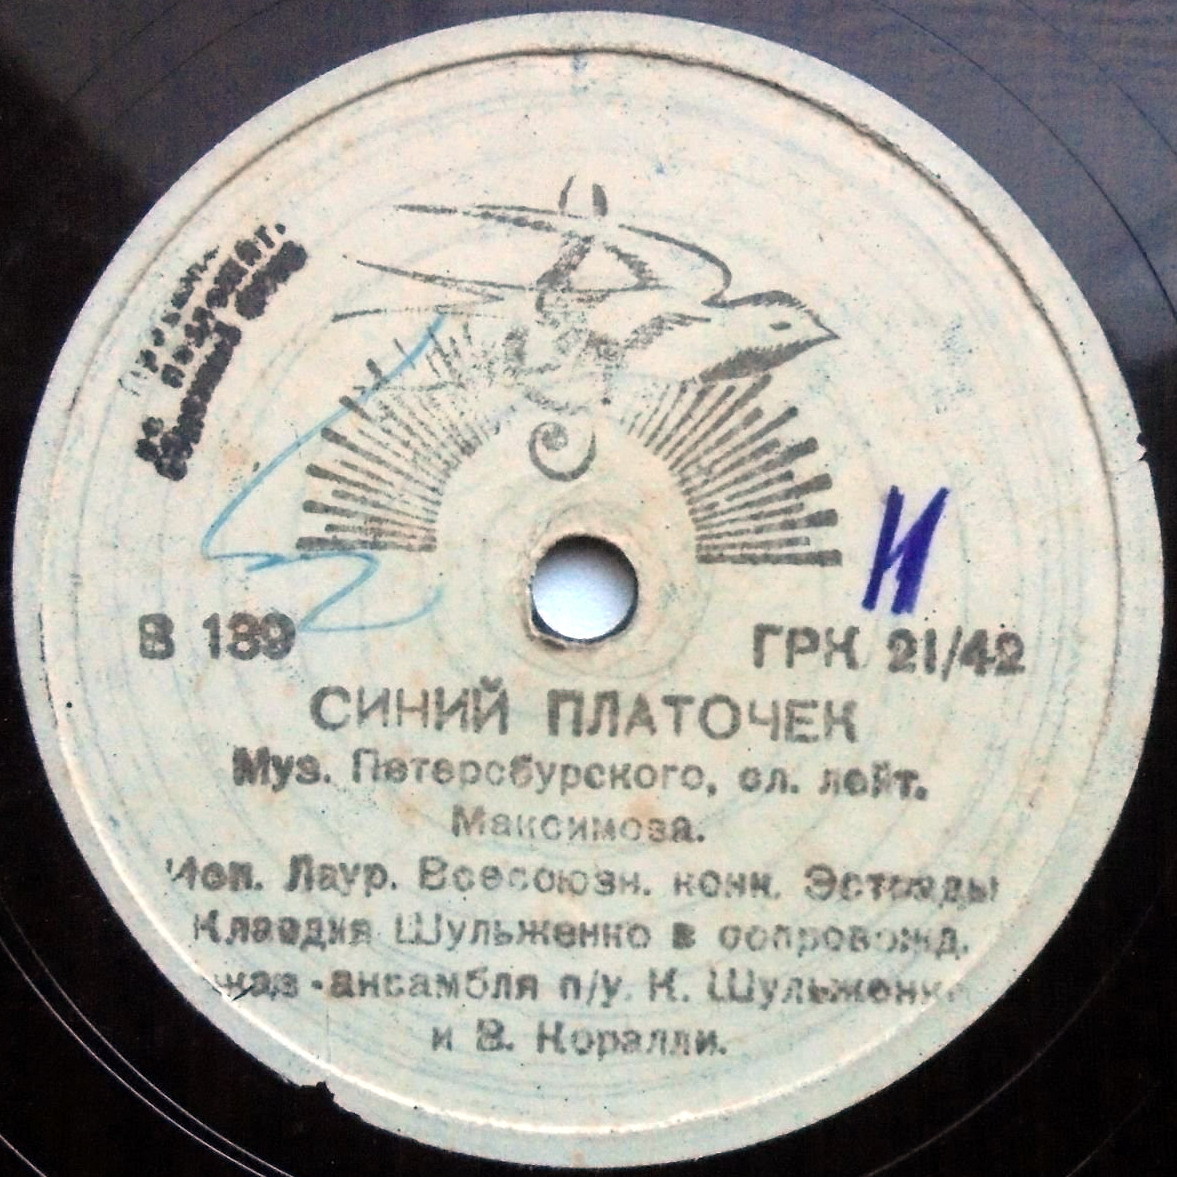 В 139
ГРК 21/42
СИНИЙ ПЛАТОЧЕК
Муз. Петерсбурского, сл. лейт.
Максимова.
Исп. Лаур. Всесоюзн. конк. Эстрады
Клавдия Шульженко в сопровожд.
джаз-ансамбля п/у. К. Шульженко
и В. Коралли.
И